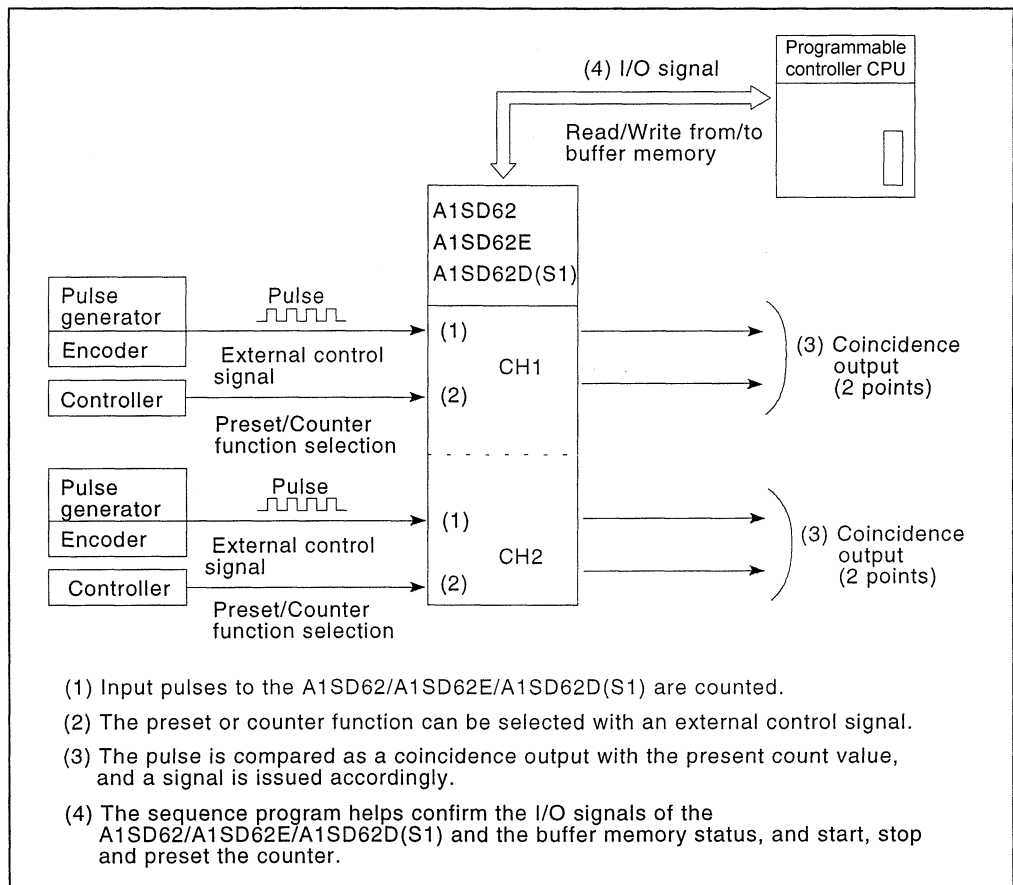 Programmable
controller CPU
(4) I/O signal
Read/Write from/to
buffer memory
A1SD62
A1SD62E
A1SD62D(S1)
Pulse
generator
Encoder
Pulse
External control
signal
Controller
Preset/Counter
function selection
(1)
CH1
(2)
(3) Coincidence
output
(2 points)
Pulse
generator
Encoder
Pulse
External control
signal
Controller
Preset/Counter
function selection
(1)
CH2
(2)
(3) Coincidence
output
(2 points)
(1) Input pulses to the A1SD62/A1SD62E/A1SD62D(S1) are counted.
(2) The preset or counter function can be selected with an external control signal.
(3) The pulse is compared as a coincidence output with the present count value,
and a signal is issued accordingly.
(4) The sequence program helps confirm the I/O signals of the
A1SD62/A1SD62E/A1SD62D(S1) and the buffer memory status, and start, stop
and preset the counter.